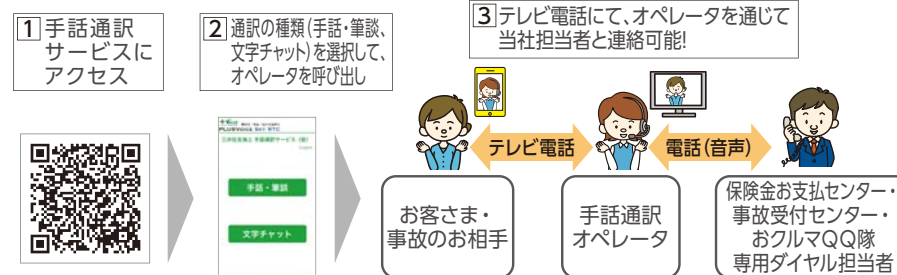 1 手話通訳
サービスに
アクセス
2 通訳の種類(手話・筆談、
文字チャット)を選択して、
オペレータを呼び出し
3 テレビ電話にて、オペレータを通じて
当社担当者と連絡可能!
PLUSVoice
手話・筆談
文字チャット
テレビ電話
電話(音声)
お客さま・
事故のお相手
手話通訳
オペレータ
保険金お支払センター・
事故受付センター・
おクルマQQ隊
専用ダイヤル担当者